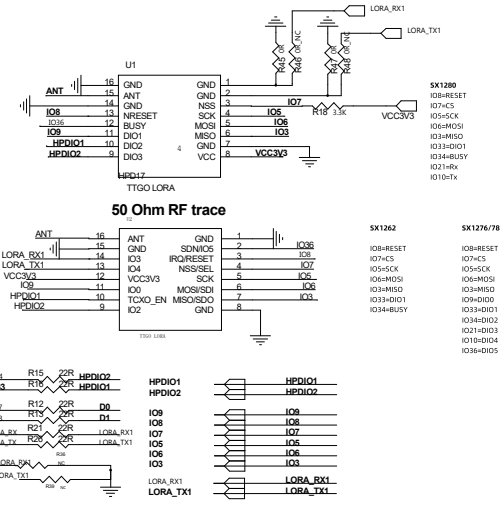 LORA_RX1
LORA_TX1
R45 0R
R46 0R_NC
R47 0R
R48 0R_NC
U1
ANT
IO8
IO36
IO9
HPDIO1
HPDIO2
16 GND GND 1
15 ANT GND 2
14 GND NSS 3 IO7
13 NRESET SCK 4 IO5
12 BUSY MOSI 5 IO6
11 DIO1 MISO 6 IO3
10 DIO2 GND 7
9 DIO3 VCC 8 VCC3V3
R18 3.3K
VCC3V3
4
HPD17
TTGO LORA
SX1280
IO8=RESET
IO7=CS
IO5=SCK
IO6=MOSI
IO3=MISO
IO33=DIO1
IO34=BUSY
IO21=Rx
IO10=Tx
50 Ohm RF trace
ANT 16 ANT GND 1
15 GND SDN/IO5 2 IO36
LORA_RX1 14 IO3 IRQ/RESET 3 IO8
LORA_TX1 13 IO4 NSS/SEL 4 IO7
VCC3V3 12 VCC3V3 SCK 5 IO5
IO9 11 IO0 MOSI/SDI 6 IO6
HPDIO1 10 TCXO_EN MISO/SDO 7 IO3
HPDIO2 9 IO2 GND 8
SX1262
IO8=RESET
IO7=CS
IO5=SCK
IO6=MOSI
IO3=MISO
IO33=DIO1
IO34=BUSY
SX1276/78
IO8=RESET
IO7=CS
IO5=SCK
IO6=MOSI
IO3=MISO
IO9=DIO0
IO33=DIO1
IO34=DIO2
IO21=DIO3
IO10=DIO4
IO36=DIO5
R15 22R HPDIO2
R16 22R HPDIO1
R12 22R D0
R13 22R D1
R21 22R LORA_RX1
R26 22R LORA_TX1
NC
R39 NC
HPDIO1 HPDIO1
HPDIO2 HPDIO2
IO9 IO9
IO8 IO8
IO7 IO7
IO5 IO5
IO6 IO6
IO3 IO3
LORA_RX1 LORA_RX1
LORA_TX1 LORA_TX1